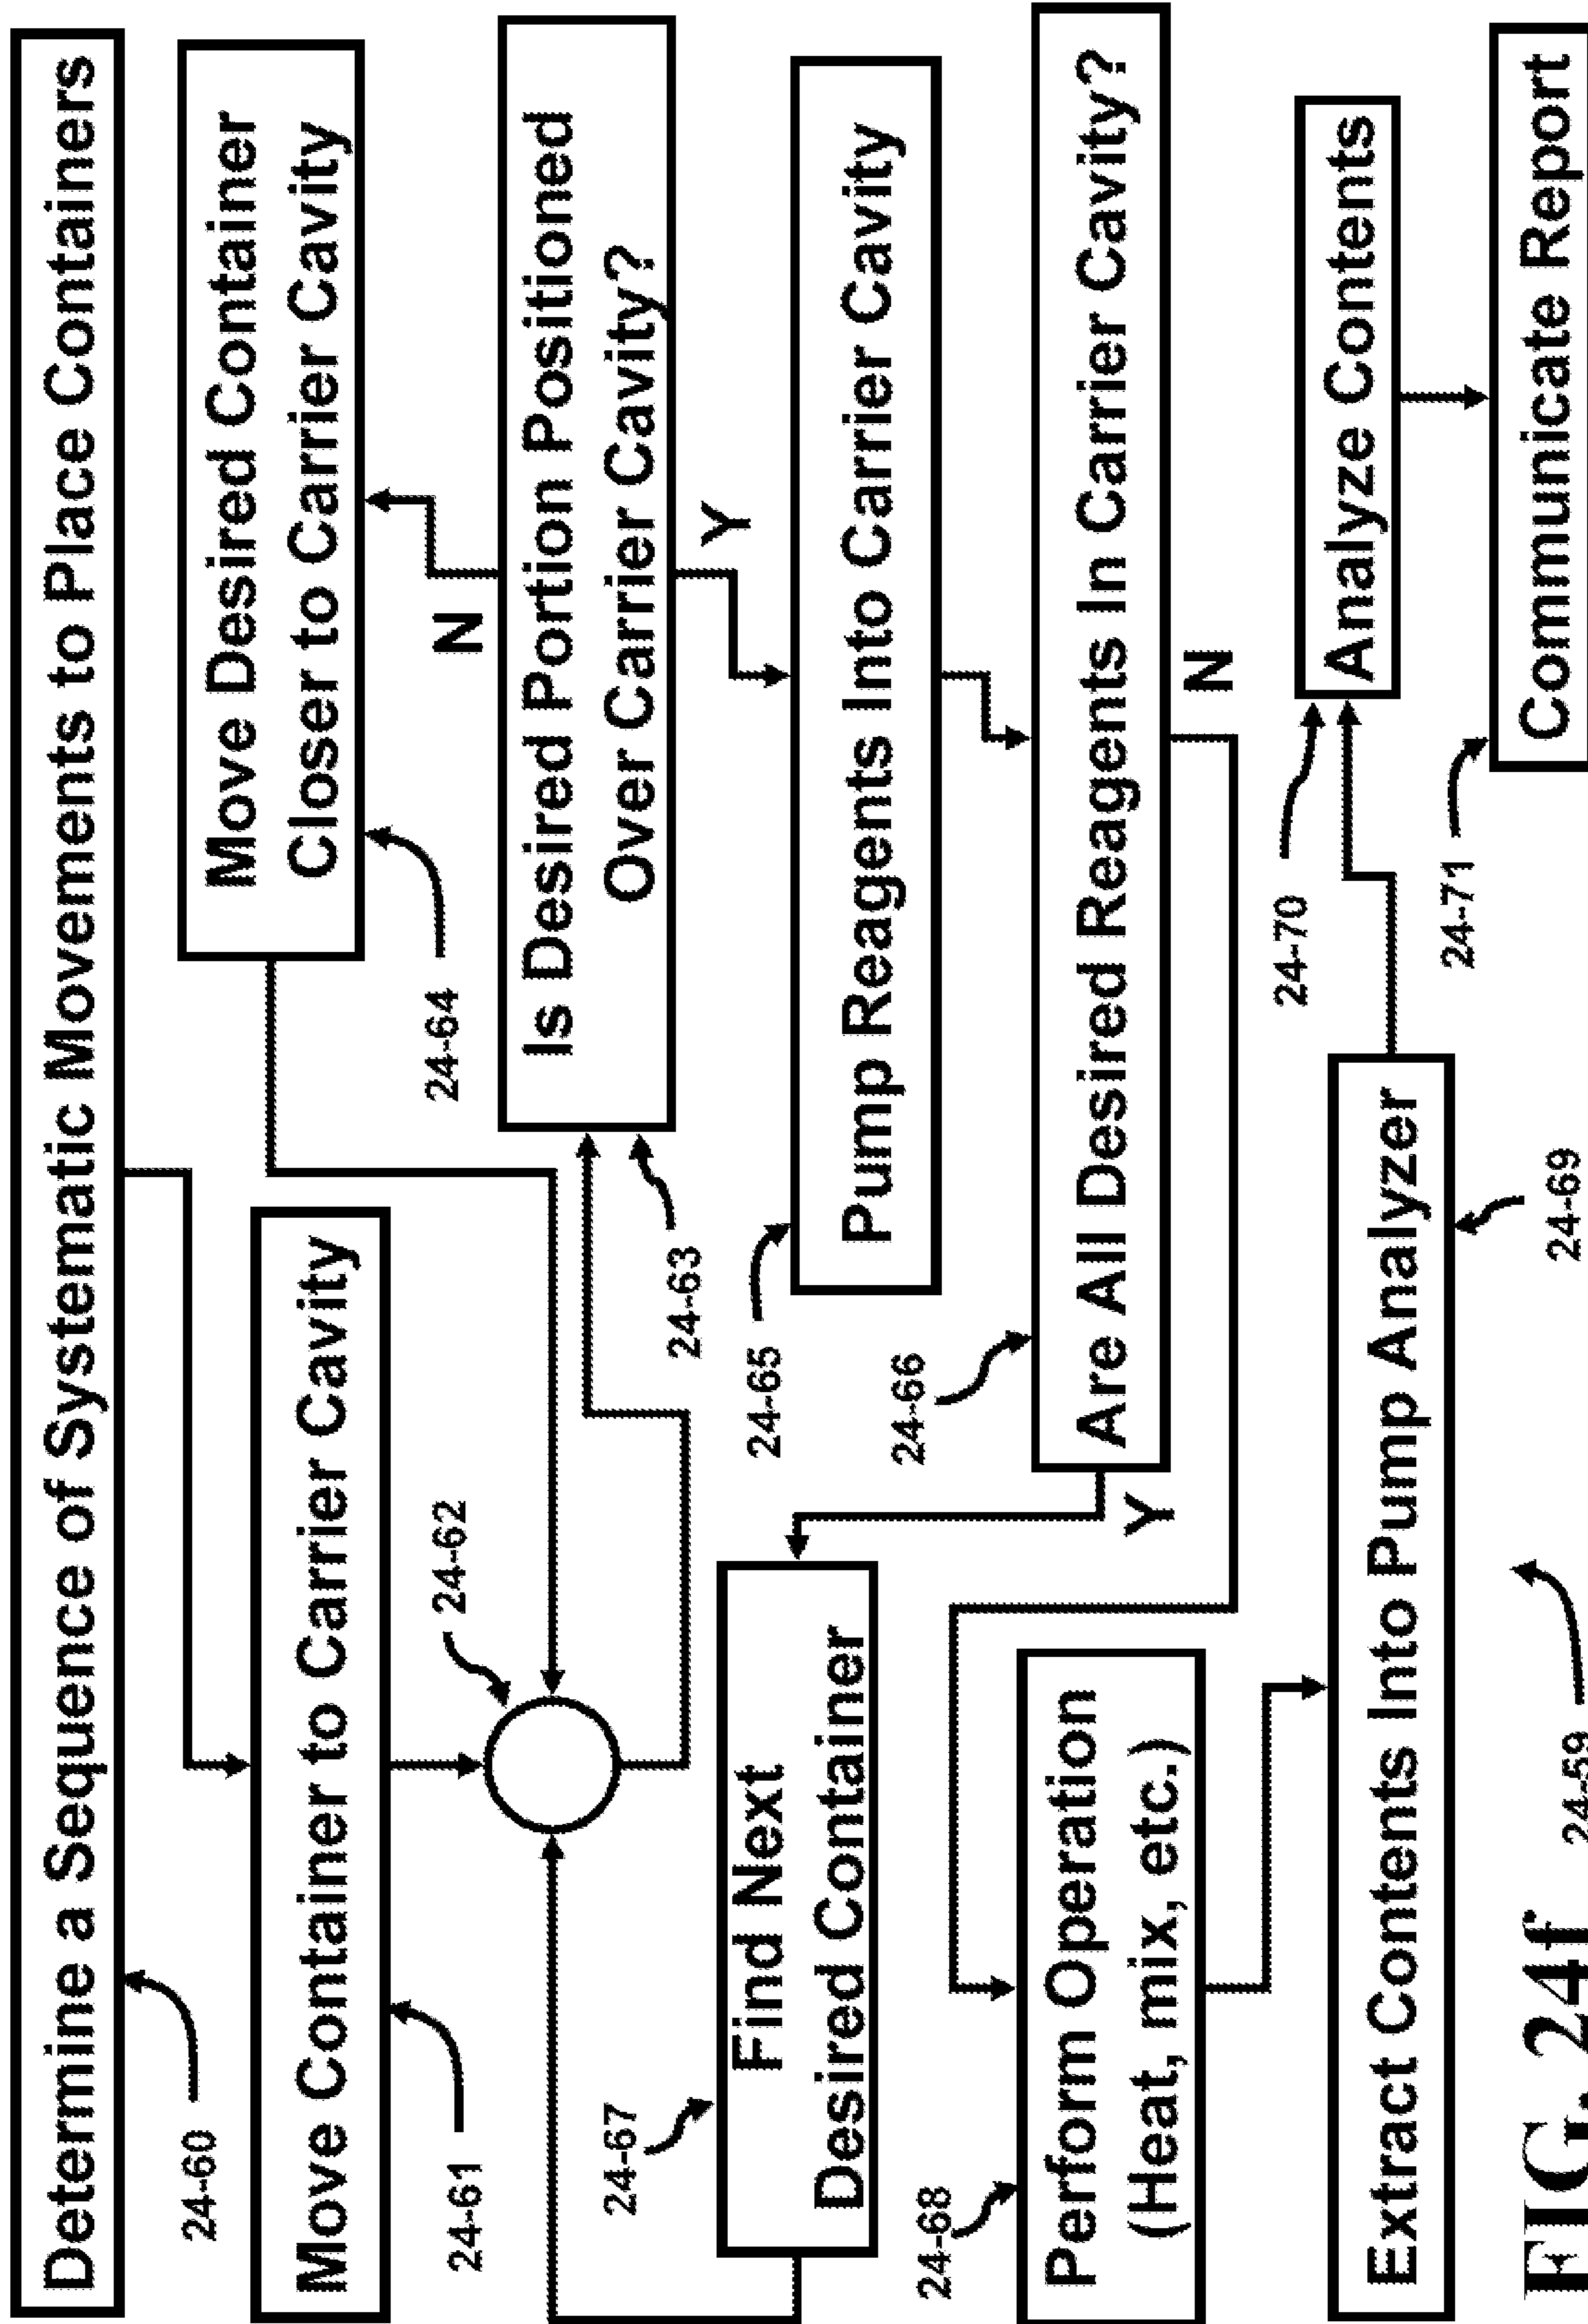 Determine a Sequence of Systematic Movements to Place Containers
24-60
Move Container to Carrier Cavity
24-61
Move Desired Container
Closer to Carrier Cavity
24-64
24-62
N
Is Desired Portion Positioned
Over Carrier Cavity?
24-63
Y
Find Next
Desired Container
24-67
Pump Reagents Into Carrier Cavity
24-65
Are All Desired Reagents In Carrier Cavity?
24-66
Y
N
Perform Operation
(Heat, mix, etc.)
24-68
Extract Contents Into Pump Analyzer
24-69
Analyze Contents
24-70
Communicate Report
24-71
FIG. 24f
24-59